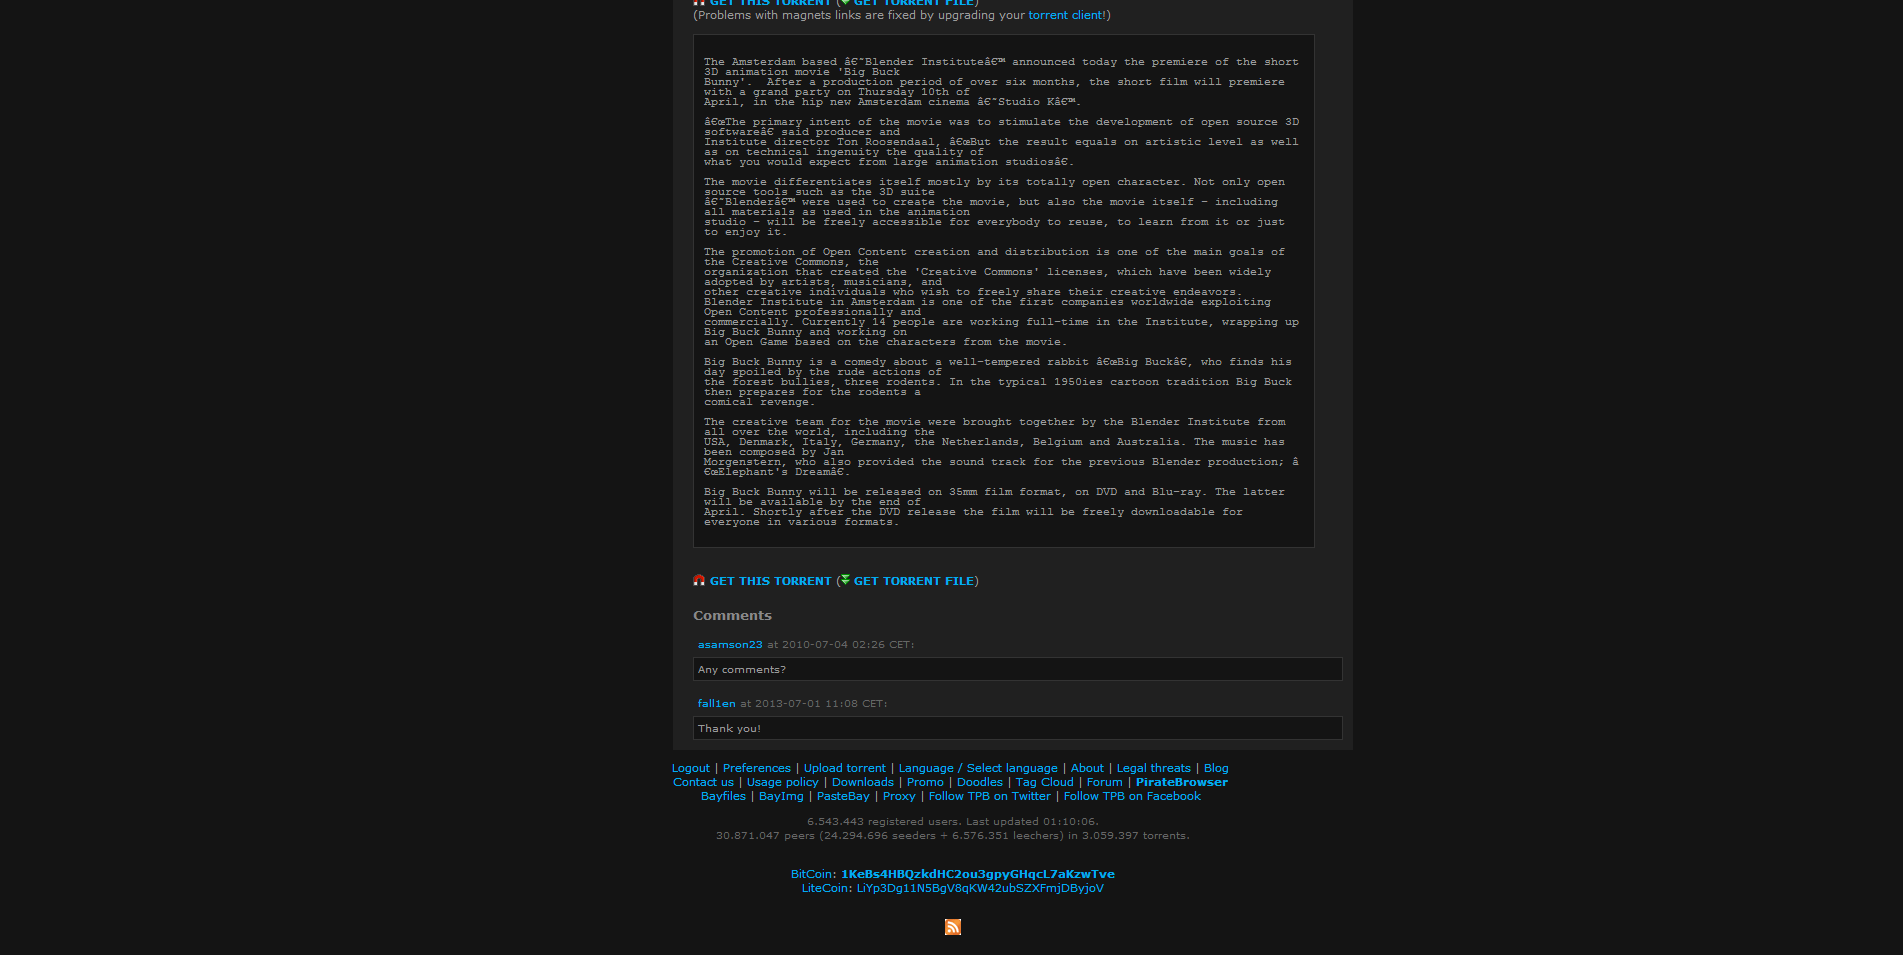 GET THIS TORRENT (GET TORRENT FILE)
(Problems with magnets links are fixed by upgrading your torrent client!)
The Amsterdam based â€˜Blender Instituteâ€™ announced today the premiere of the short
3D animation movie 'Big Buck
Bunny'.  After a production period of over six months, the short film will premiere
with a grand party on Thursday 10th of
April, in the hip new Amsterdam cinema â€˜Studio Kâ€™.
â€œThe primary intent of the movie was to stimulate the development of open source 3D
softwareâ€ said producer and
Institute director Ton Roosendaal, â€œBut the result equals on artistic level as well
as on technical ingenuity the quality of
what you would expect from large animation studiosâ€.
The movie differentiates itself mostly by its totally open character. Not only open
source tools such as the 3D suite
â€˜Blenderâ€™ were used to create the movie, but also the movie itself - including
all materials as used in the animation
studio - will be freely accessible for everybody to reuse, to learn from it or just
to enjoy it.
The promotion of Open Content creation and distribution is one of the main goals of
the Creative Commons, the
organization that created the 'Creative Commons' licenses, which have been widely
adopted by artists, musicians, and
other creative individuals who wish to freely share their creative endeavors.
Blender Institute in Amsterdam is one of the first companies worldwide exploiting
Open Content professionally and
commercially. Currently 14 people are working full-time in the Institute, wrapping up
Big Buck Bunny and working on
an Open Game based on the characters from the movie.
Big Buck Bunny is a comedy about a well-tempered rabbit â€œBig Buckâ€, who finds his
day spoiled by the rude actions of
the forest bullies, three rodents. In the typical 1950ies cartoon tradition Big Buck
then prepares for the rodents a
comical revenge.
The creative team for the movie were brought together by the Blender Institute from
all over the world, including the
USA, Denmark, Italy, Germany, the Netherlands, Belgium and Australia. The music has
been composed by Jan
Morgenstern, who also provided the sound track for the previous Blender production; â
€œElephant's Dreamâ€.
Big Buck Bunny will be released on 35mm film format, on DVD and Blu-ray. The latter
will be available by the end of
April. Shortly after the DVD release the film will be freely downloadable for
everyone in various formats.
GET THIS TORRENT (GET TORRENT FILE)
Comments
asamson23 at 2010-07-04 02:26 CET:
Any comments?
fall1en at 2013-07-01 11:08 CET:
Thank you!
Logout | Preferences | Upload torrent | Language / Select language | About | Legal threats | Blog
Contact us | Usage policy | Downloads | Promo | Doodles | Tag Cloud | Forum | PirateBrowser
Bayfiles | BayImg | PasteBay | Proxy | Follow TPB on Twitter | Follow TPB on Facebook
6.543.443 registered users. Last updated 01:10:06.
30.871.047 peers (24.294.696 seeders + 6.576.351 leechers) in 3.059.397 torrents.
BitCoin: 1KeBs4HBQzkdHC2ou3gpyGHqcL7aKzwTve
LiteCoin: LiYp3Dg11N5BgV8qKW42ubSZXFmjDByjoV